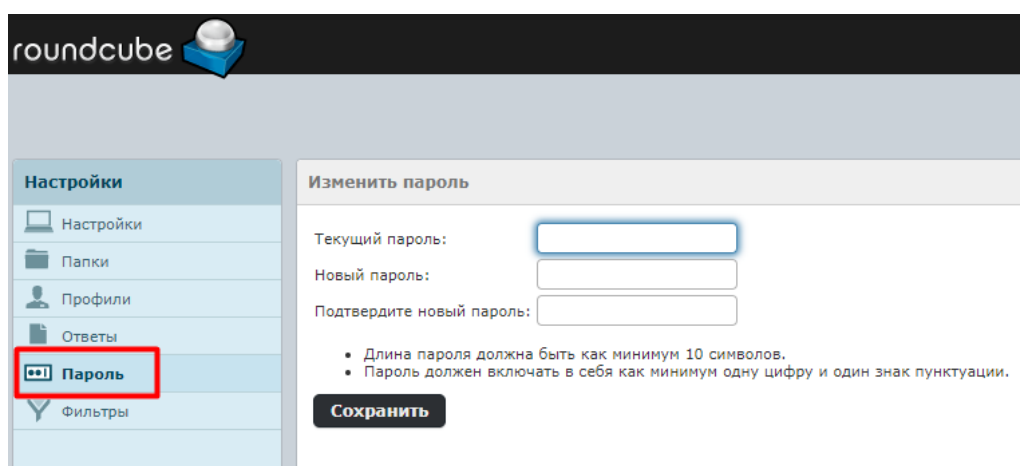 roundcube
Настройки
Настройки
Папки
Профили
Ответы
Пароль
Фильтры
Изменить пароль
Текущий пароль:
Новый пароль:
Подтвердите новый пароль:
• Длина пароля должна быть как минимум 10 символов.
• Пароль должен включать в себя как минимум одну цифру и один знак пунктуации.
Сохранить